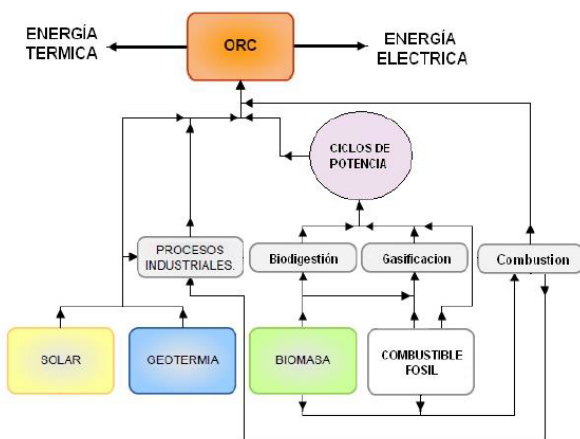 ENERGÍA
TERMICA
ORC
ENERGÍA
ELECTRICA
CICLOS DE
POTENCIA
PROCESOS
INDUSTRIALES.
Biodigestión
Gasificacion
Combustion
SOLAR
GEOTERMIA
BIOMASA
COMBUSTIBLE
FOSIL